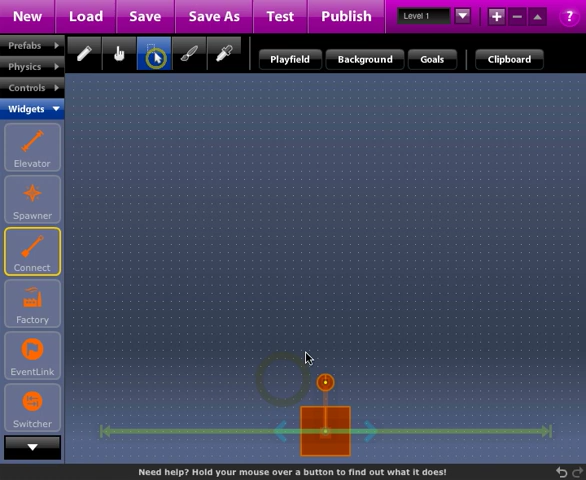 New Load Save Save As Test Publish Level 1 ?
Prefabs
Physics
Controls
Widgets
Playfield Background Goals Clipboard
Elevator
Spawner
Connect
Factory
EventLink
Switcher
Need help? Hold your mouse over a button to find out what it does!